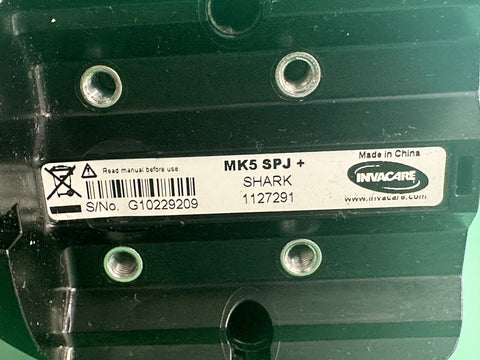 Read manual before use.
S/No. G10229209
MK5 SPJ +
SHARK
1127291
Made in China
INVACARE
www.invacare.com